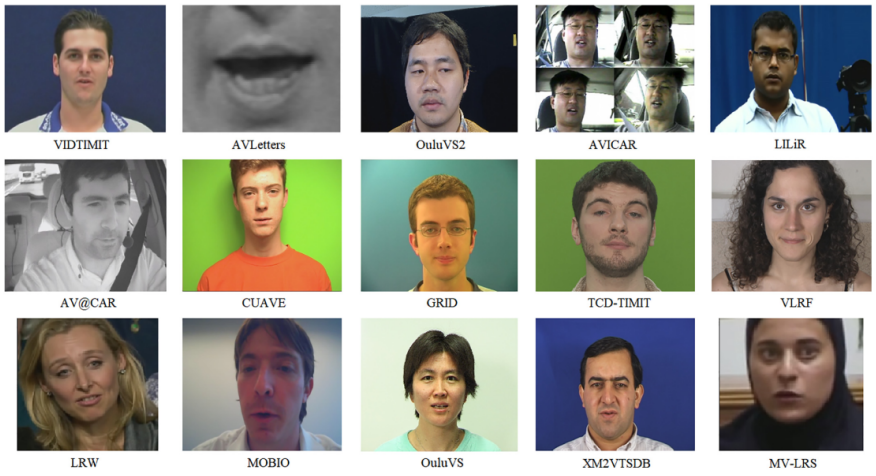 VIDTIMIT AVLetters OuluVS2 AVICAR LILiR
AV@CAR CUAVE GRID TCD-TIMIT VLRF
LRW MOBIO OuluVS XM2VTSDB MV-LRS